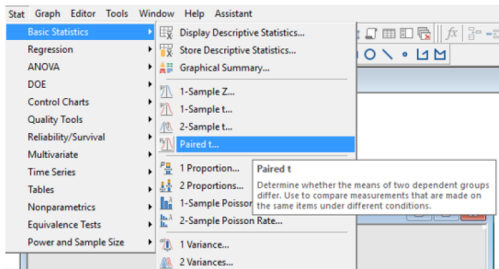 Stat Graph Editor Tools Window Help Assistant
Basic Statistics
Regression
ANOVA
DOE
Control Charts
Quality Tools
Reliability/Survival
Multivariate
Time Series
Tables
Nonparametrics
Equivalence Tests
Power and Sample Size
Display Descriptive Statistics...
Store Descriptive Statistics...
Graphical Summary...
1-Sample Z...
1-Sample t...
2-Sample t...
Paired t...
1 Proportion...
2 Proportions...
1-Sample Poisson
2-Sample Poisson Rate...
1 Variance...
2 Variances...
Paired t
Determine whether the means of two dependent groups
differ. Use to compare measurements that are made on
the same items under different conditions.
fx